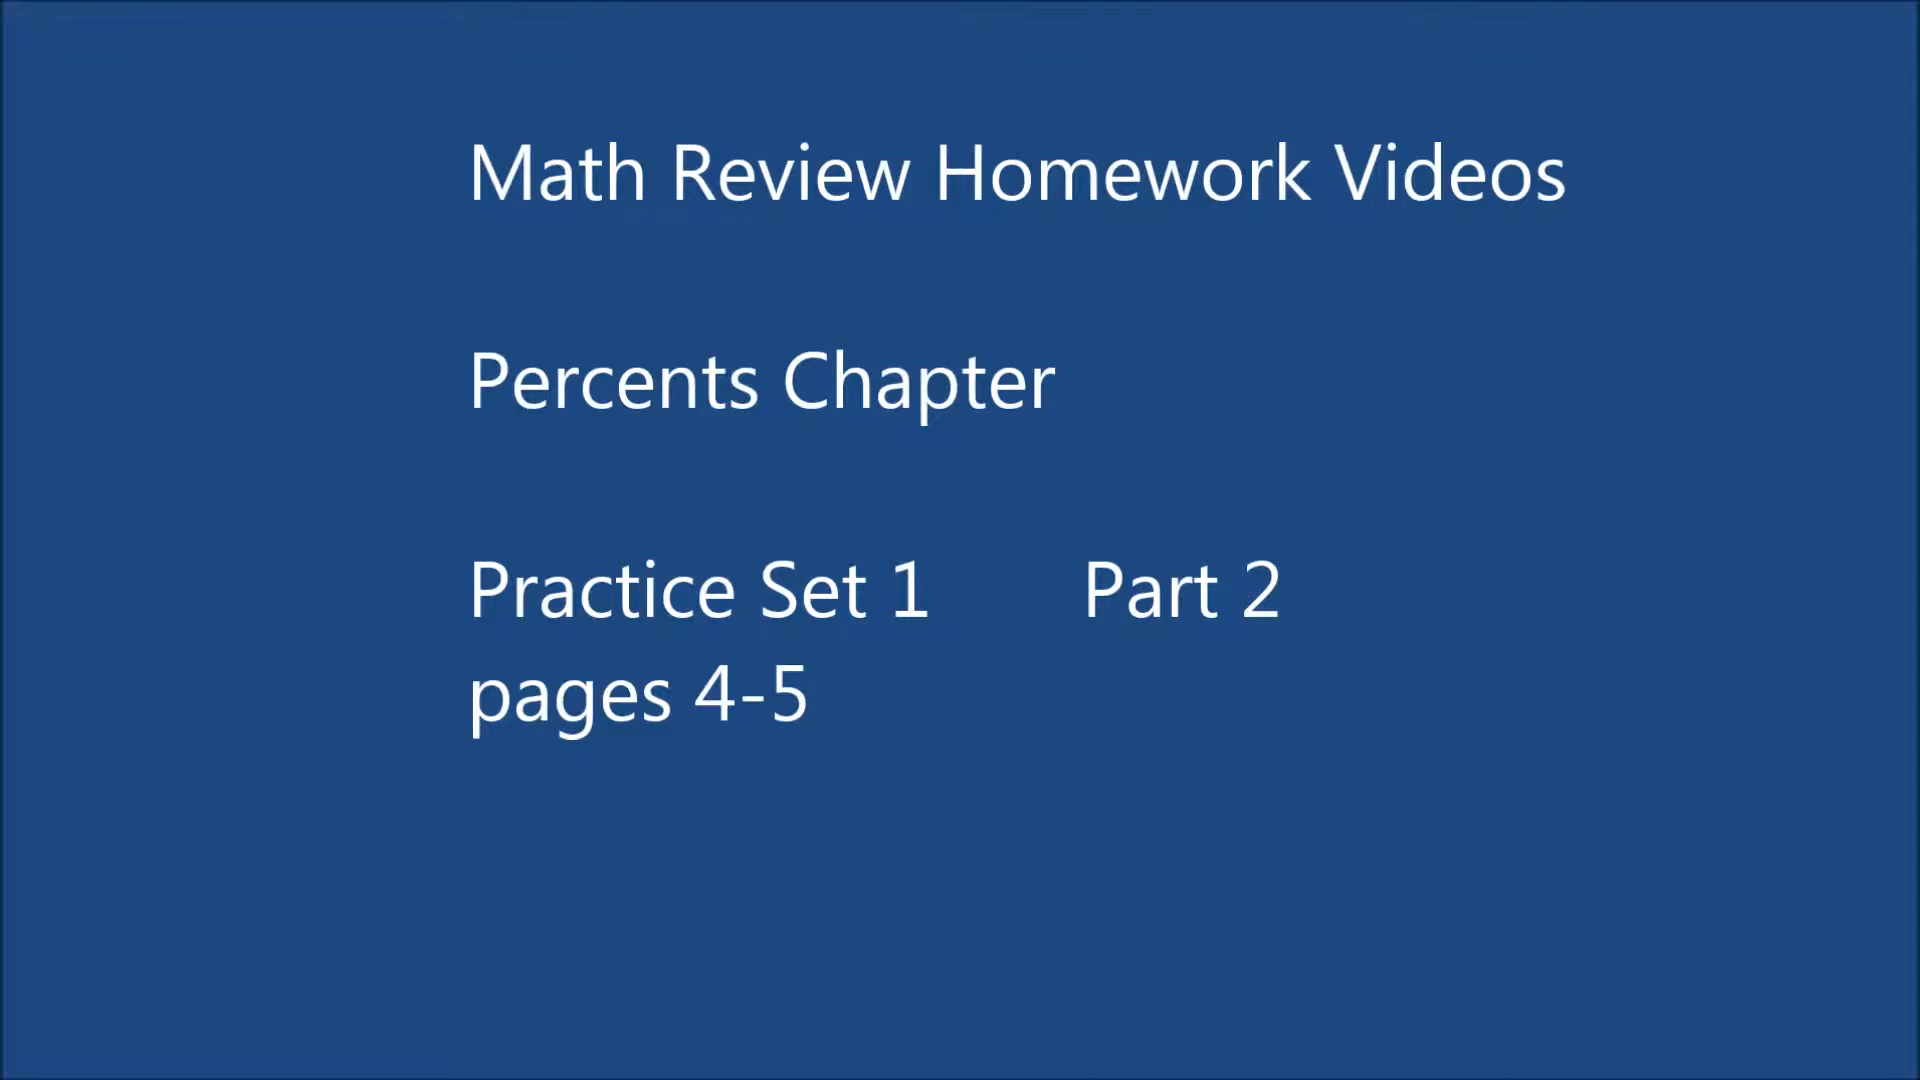 Math Review Homework Videos
Percents Chapter
Practice Set 1 Part 2
pages 4-5